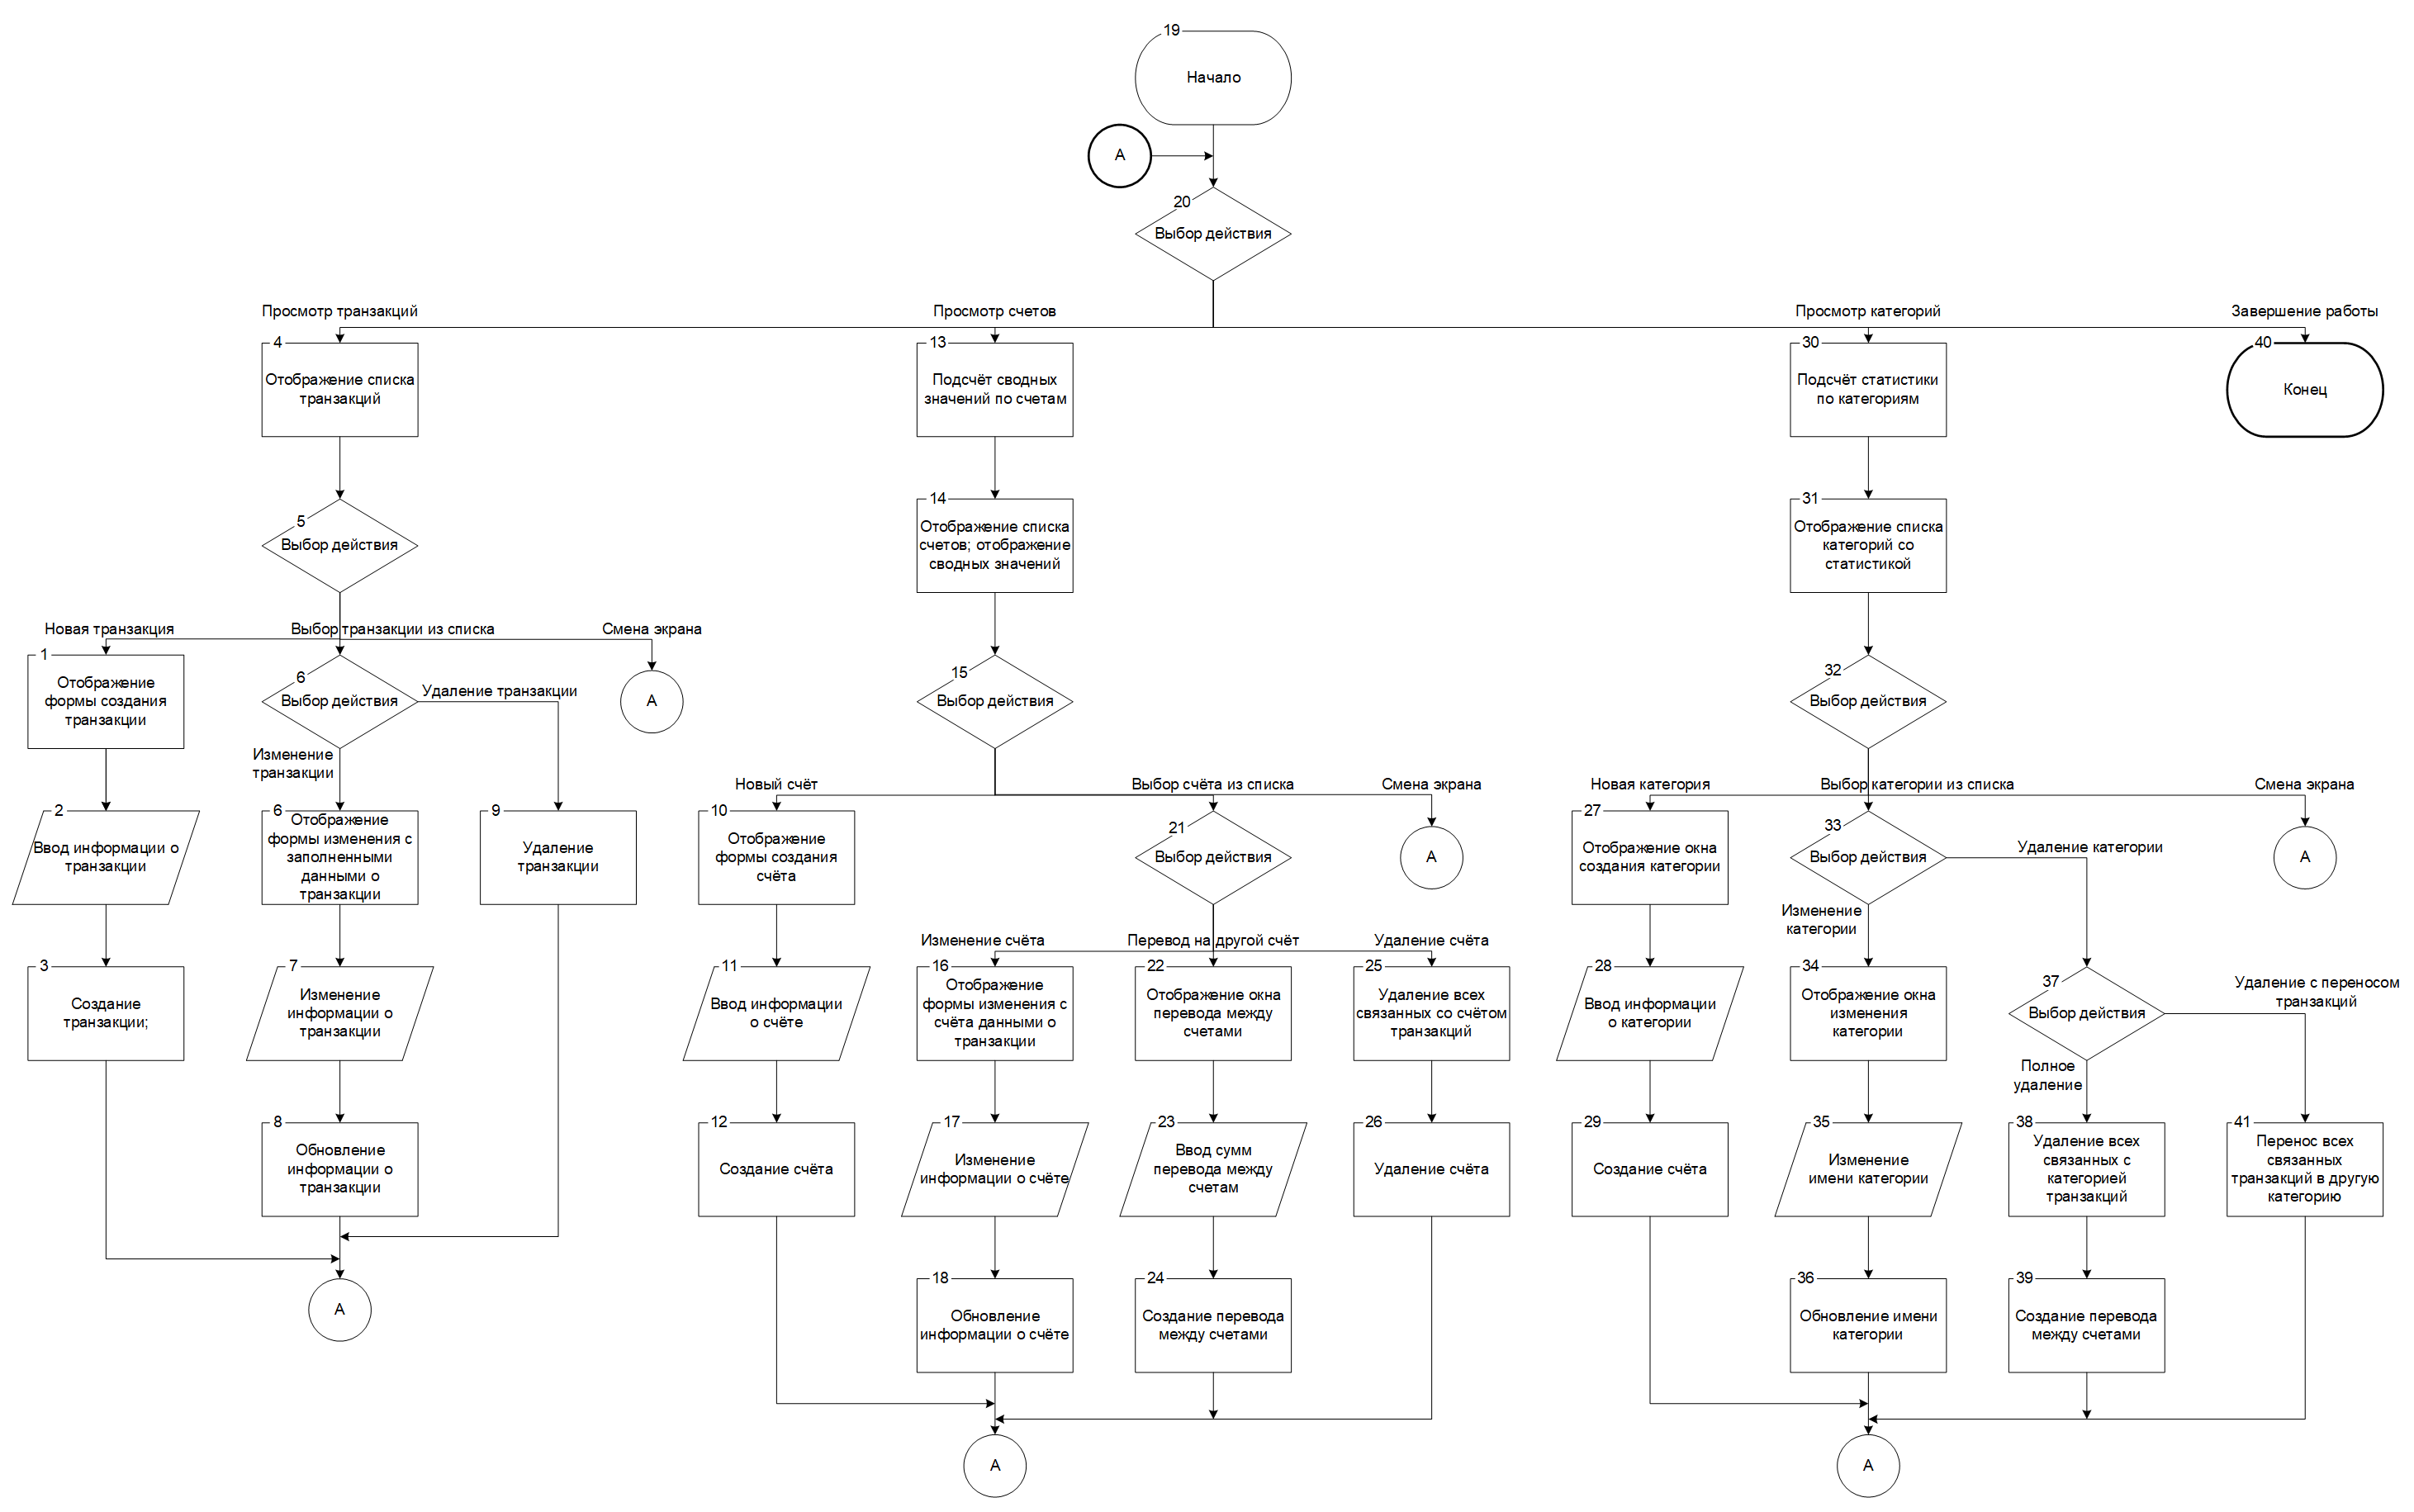 19
Начало
А
20
Выбор действия
Просмотр транзакций
Просмотр счетов
Просмотр категорий
Завершение работы
4
Отображение списка
транзакций
13
Подсчёт сводных
значений по счетам
30
Подсчёт статистики
по категориям
40
Конец
5
Выбор действия
14
Отображение списка
счетов; отображение
сводных значений
31
Отображение списка
категорий со
статистикой
Новая транзакция
Выбор транзакции из списка
Смена экрана
1
Отображение
формы создания
транзакции
6
Выбор действия
Удаление транзакции
А
15
Выбор действия
32
Выбор действия
Изменение
транзакции
Новый счёт
Выбор счёта из списка
Смена экрана
Новая категория
Выбор категории из списка
Смена экрана
2
Ввод информации о
транзакции
6
Отображение
формы изменения с
заполненными
данными о
транзакции
9
Удаление
транзакции
10
Отображение
формы создания
счёта
21
Выбор действия
А
27
Отображение окна
создания категории
33
Выбор действия
Удаление категории
А
Изменение
категории
Изменение счёта
Перевод на другой счёт
Удаление счёта
3
Создание
транзакции;
7
Изменение
информации о
транзакции
11
Ввод информации
о счёте
16
Отображение
формы изменения с
счёта данными о
транзакции
22
Отображение окна
перевода между
счетами
25
Удаление всех
связанных со счётом
транзакций
28
Ввод информации
о категории
34
Отображение окна
изменения
категории
37
Выбор действия
Удаление с переносом
транзакций
Полное
удаление
8
Обновление
информации о
транзакции
12
Создание счёта
17
Изменение
информации о счёте
23
Ввод сумм
перевода между
счетам
26
Удаление счёта
29
Создание счёта
35
Изменение
имени категории
38
Удаление всех
связанных с
категорией
транзакций
41
Перенос всех
связанных
транзакций в другую
категорию
А
18
Обновление
информации о счёте
24
Создание перевода
между счетами
36
Обновление имени
категории
39
Создание перевода
между счетами
А
А